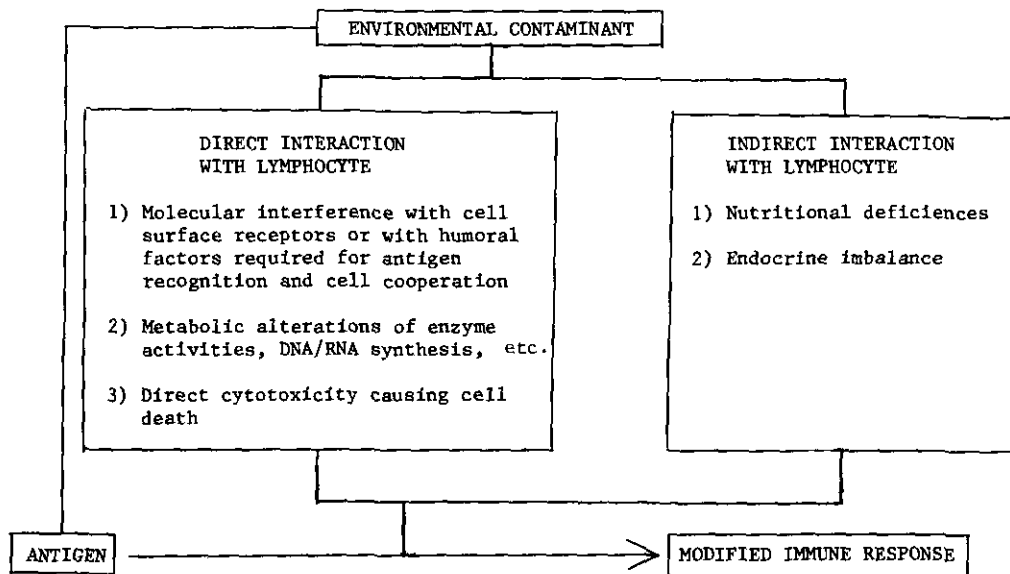 ENVIRONMENTAL CONTAMINANT
DIRECT INTERACTION
WITH LYMPHOCYTE
1) Molecular interference with cell
surface receptors or with humoral
factors required for antigen
recognition and cell cooperation
2) Metabolic alterations of enzyme
activities, DNA/RNA synthesis, etc.
3) Direct cytotoxicity causing cell
death
INDIRECT INTERACTION
WITH LYMPHOCYTE
1) Nutritional deficiences
2) Endocrine imbalance
ANTIGEN
MODIFIED IMMUNE RESPONSE